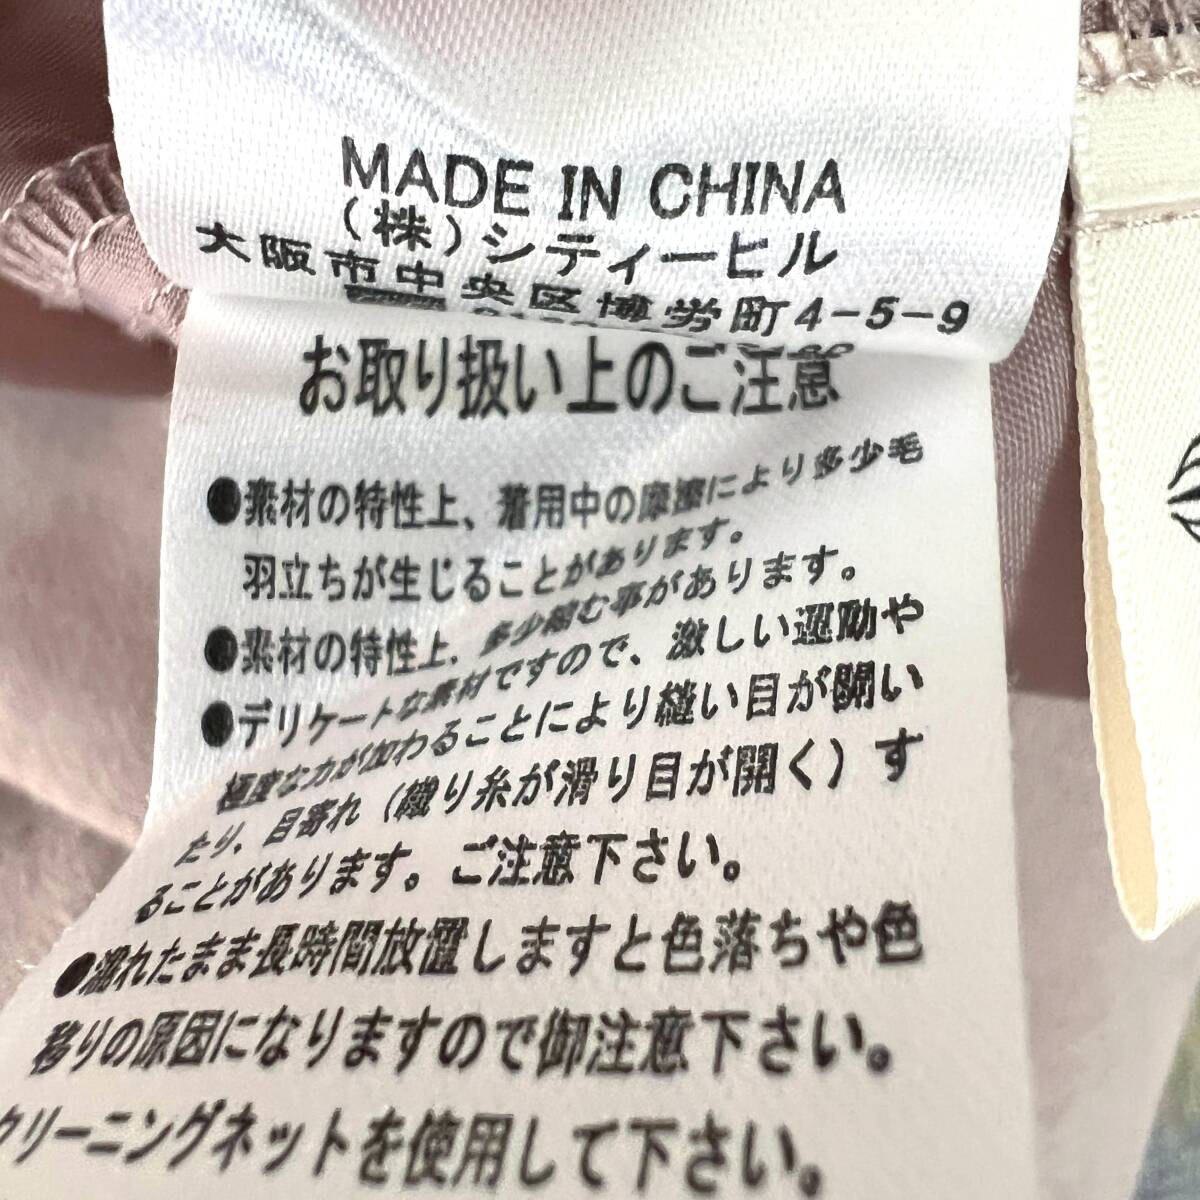 MADE IN CHINA
(株)シティーヒル
大阪市中央区博労町4-5-9
お取り扱い上のご注意
●素材の特性上、着用中の摩擦により多少毛
羽立ちが生じることがあります。
●素材の特性上、多少縮む事があります。
●デリケートな素材ですので、激しい運動や
極度な力が加わることにより縫い目が開い
たり、目寄れ(織り糸が滑り目が開く)す
ることがあります。ご注意下さい。
●濡れたまま長時間放置しますと色落ちや色
移りの原因になりますので御注意下さい。
クリーニングネットを使用して下さい。